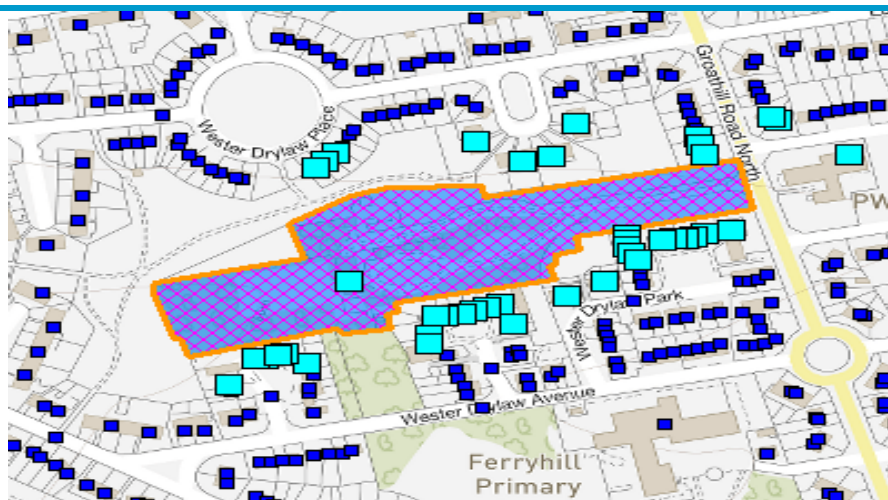 Groathill Road North
Wester Drylaw Place
PW
Wester
Drylaw Park
Wester Drylaw Avenue
Ferryhill
Primary